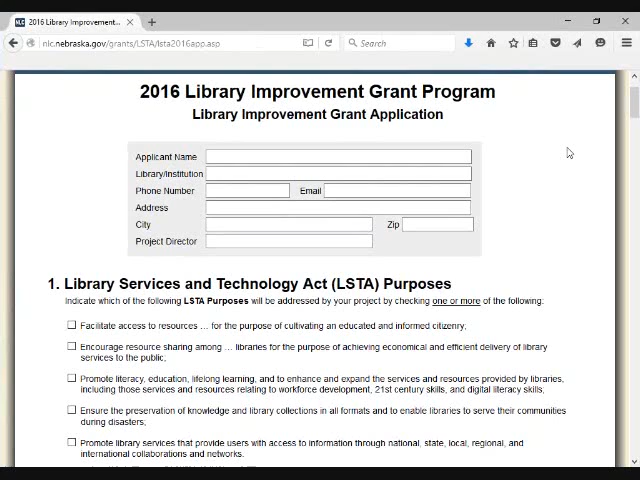 2016 Library Improvement...
nlc.nebraska.gov/grants/LSTA/lsta2016app.asp
Search
2016 Library Improvement Grant Program
Library Improvement Grant Application
Applicant Name
Library/Institution
Phone Number Email
Address
City Zip
Project Director
1. Library Services and Technology Act (LSTA) Purposes
Indicate which of the following LSTA Purposes will be addressed by your project by checking one or more of the following:
Facilitate access to resources ... for the purpose of cultivating an educated and informed citizenry;
Encourage resource sharing among ... libraries for the purpose of achieving economical and efficient delivery of library
services to the public;
Promote literacy, education, lifelong learning, and to enhance and expand the services and resources provided by libraries,
including those services and resources relating to workforce development, 21st century skills, and digital literacy skills;
Ensure the preservation of knowledge and library collections in all formats and to enable libraries to serve their communities
during disasters;
Promote library services that provide users with access to information through national, state, local, regional, and
international collaborations and networks.